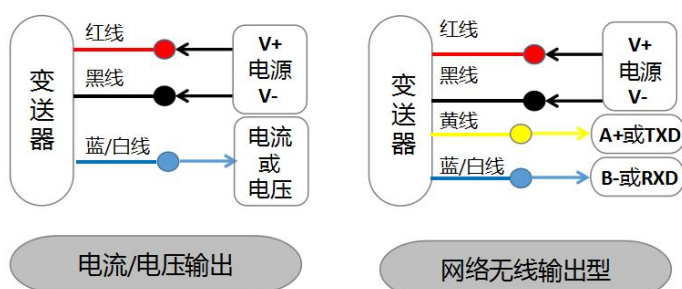 变送器
红线
黑线
蓝/白线
V+
电源
V-
电流
或
电压
电流/电压输出
变送器
红线
黑线
黄线
蓝/白线
V+
电源
V-
A+或TXD
B-或RXD
网络无线输出型